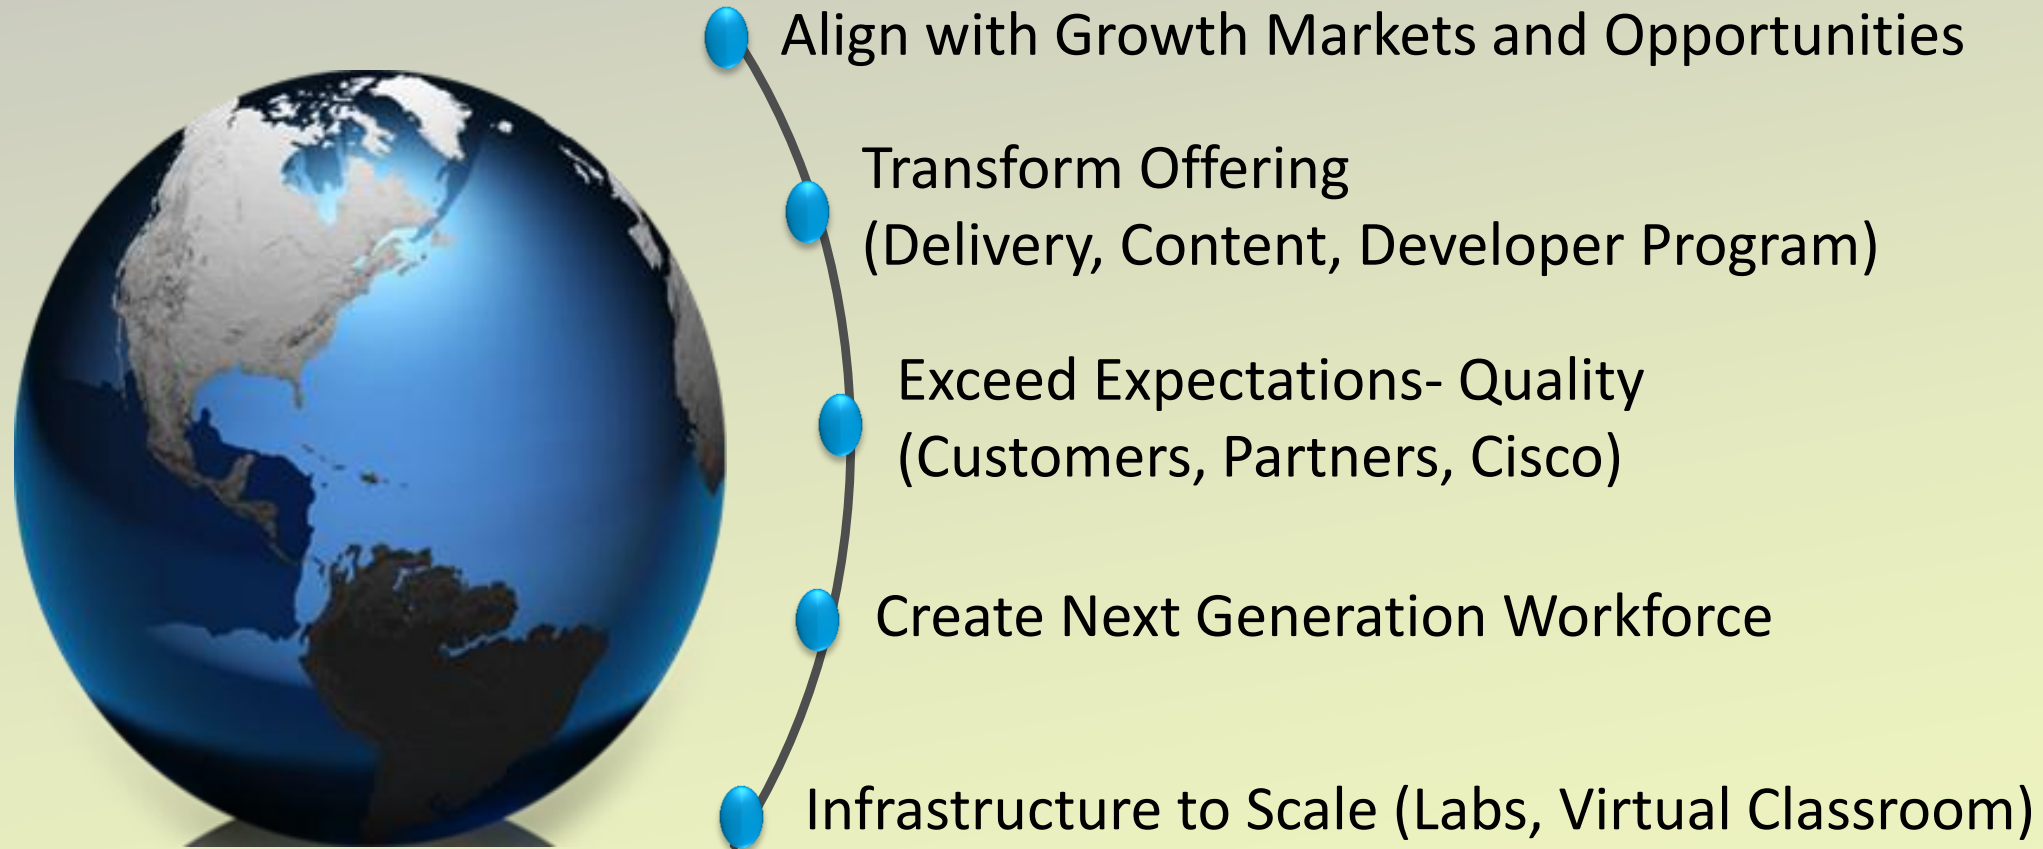 Align with Growth Markets and Opportunities
Transform Offering
(Delivery, Content, Developer Program)
Exceed Expectations- Quality
(Customers, Partners, Cisco)
Create Next Generation Workforce
Infrastructure to Scale (Labs, Virtual Classroom)